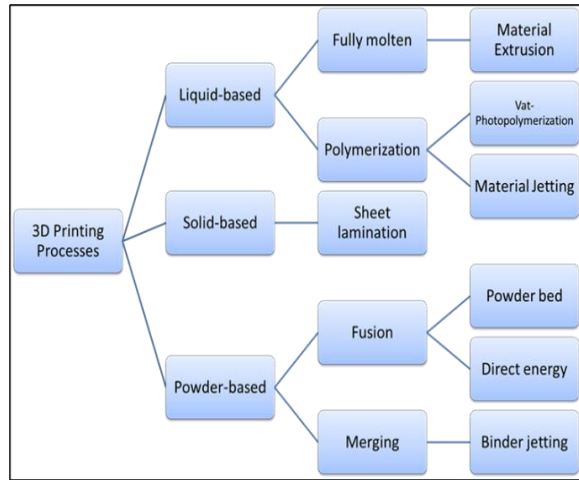 3D Printing
Processes
Liquid-based
Fully molten
Material
Extrusion
Polymerization
Vat-
Photopolymerization
Material Jetting
Solid-based
Sheet
lamination
Powder-based
Fusion
Powder bed
Direct energy
Merging
Binder jetting